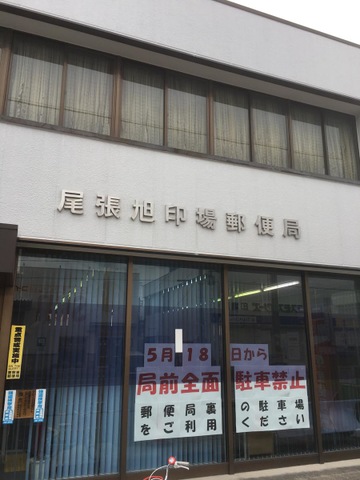 尾張旭印場郵便局
5月18日から
局前全面駐車禁止
郵便局裏の駐車場
をご利用ください